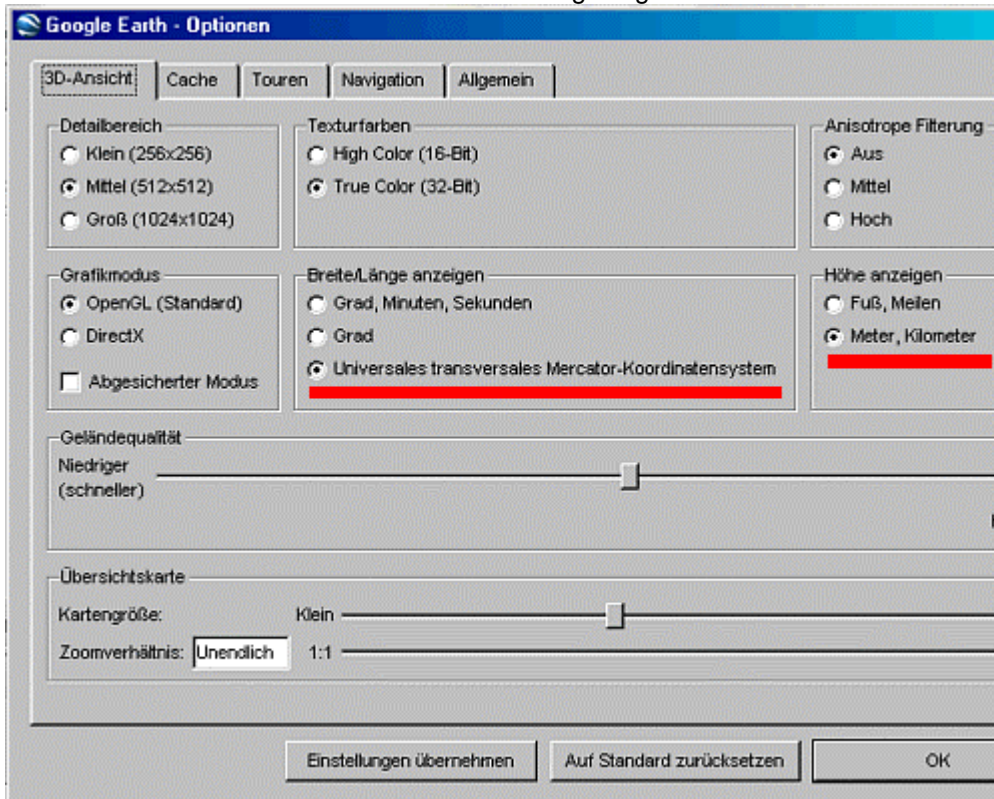 Google Earth - Optionen
3D-Ansicht Cache Touren Navigation Allgemein
Detailbereich
Klein (256x256)
Mittel (512x512)
Groß (1024x1024)
Texturfarben
High Color (16-Bit)
True Color (32-Bit)
Anisotrope Filterung
Aus
Mittel
Hoch
Grafikmodus
OpenGL (Standard)
DirectX
Abgesicherter Modus
Breite/Länge anzeigen
Grad, Minuten, Sekunden
Grad
Universales transversales Mercator-Koordinatensystem
Höhe anzeigen
Fuß, Meilen
Meter, Kilometer
Geländequalität
Niedriger
(schneller)
Übersichtskarte
Kartengröße: Klein
Zoomverhältnis: Unendlich 1:1
Einstellungen übernehmen Auf Standard zurücksetzen OK